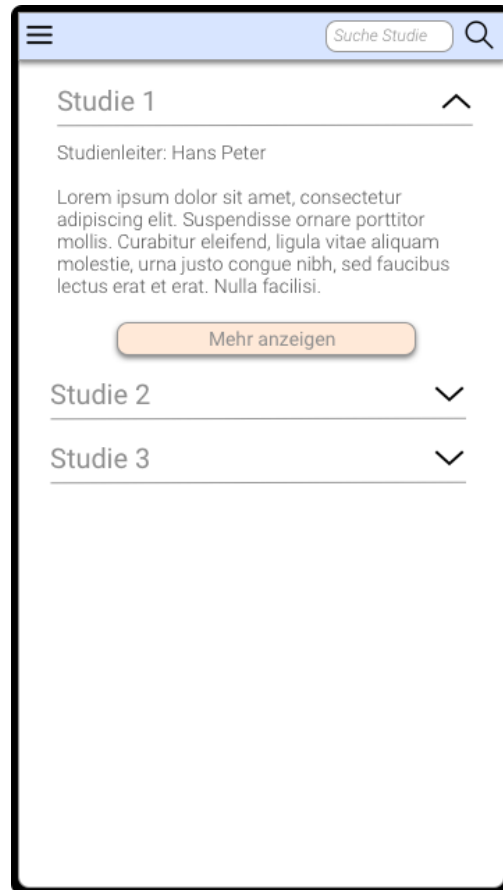 Suche Studie
Studie 1
Studienleiter: Hans Peter
Lorem ipsum dolor sit amet, consectetur
adipiscing elit. Suspendisse ornare porttitor
mollis. Curabitur eleifend, ligula vitae aliquam
molestie, urna justo congue nibh, sed faucibus
lectus erat et erat. Nulla facilisi.
Mehr anzeigen
Studie 2
Studie 3